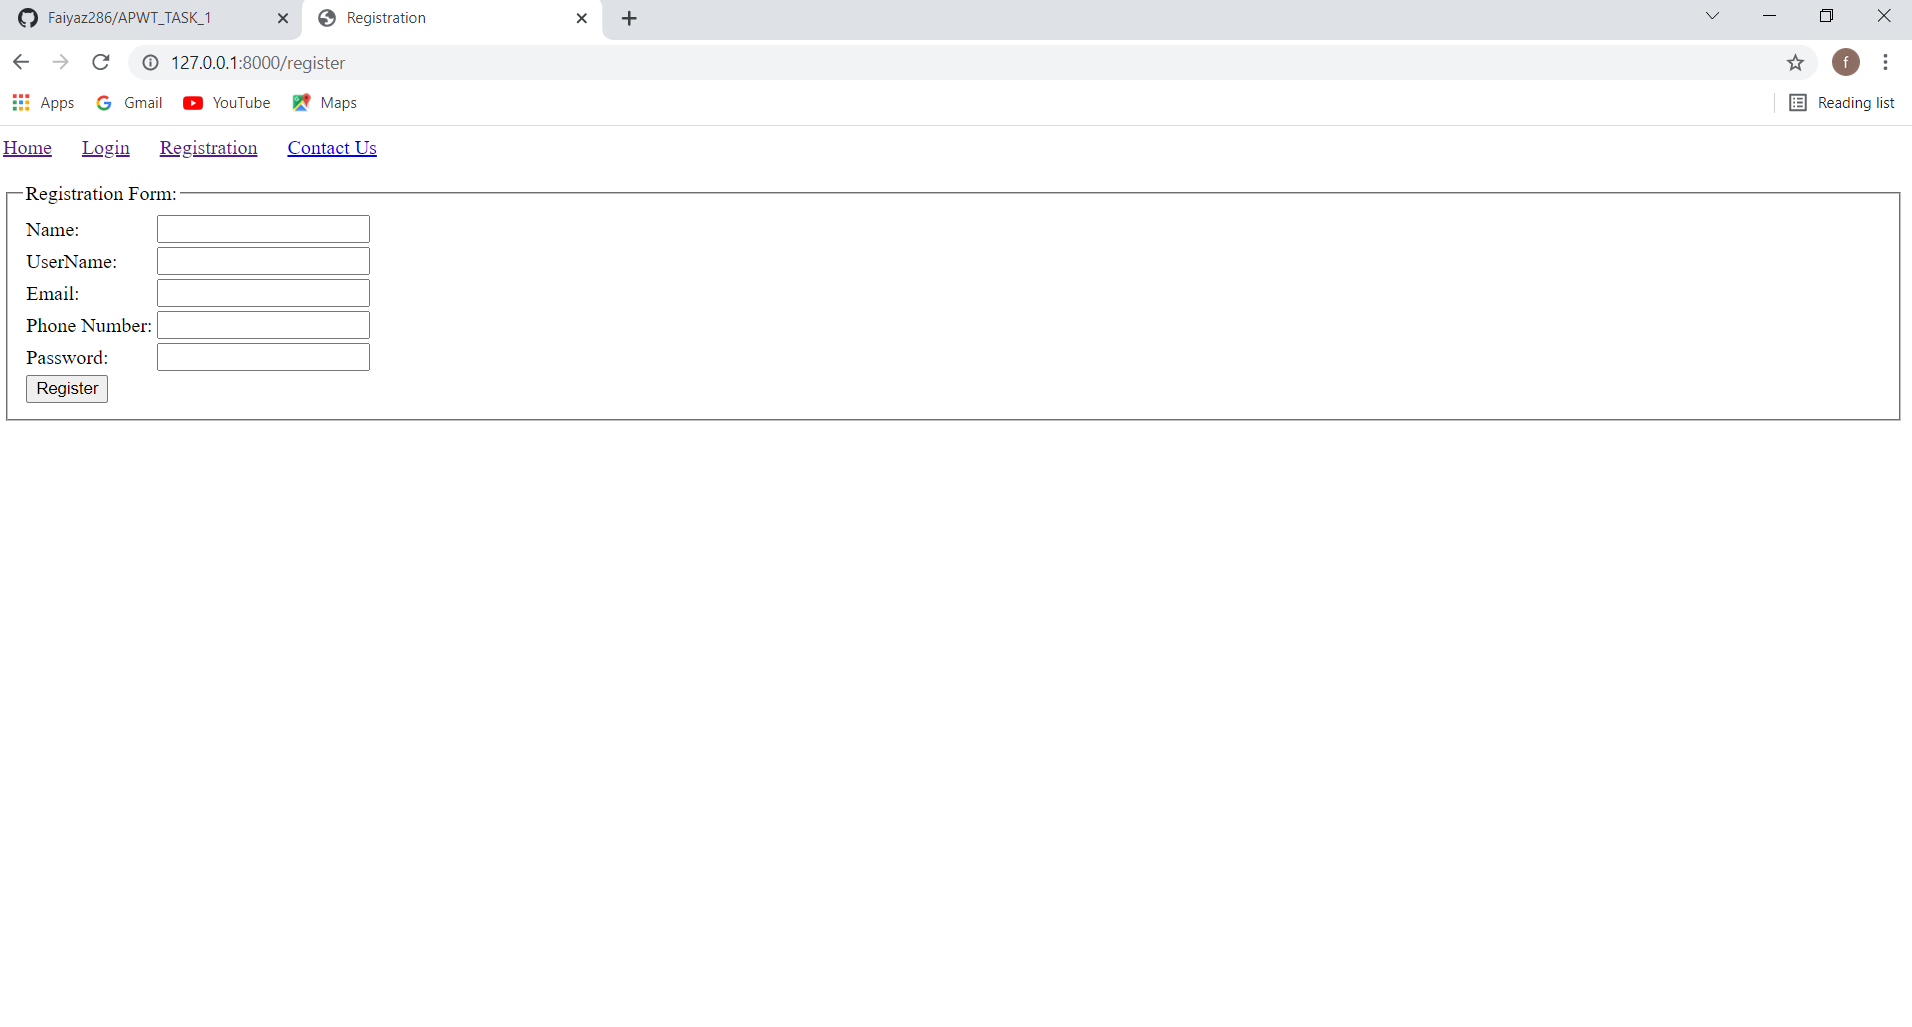 Faiyaz286/APWT_TASK_1 Registration
127.0.0.1:8000/register f
Apps Gmail YouTube Maps Reading list
Home Login Registration Contact Us
Registration Form:
Name:
UserName:
Email:
Phone Number:
Password:
Register